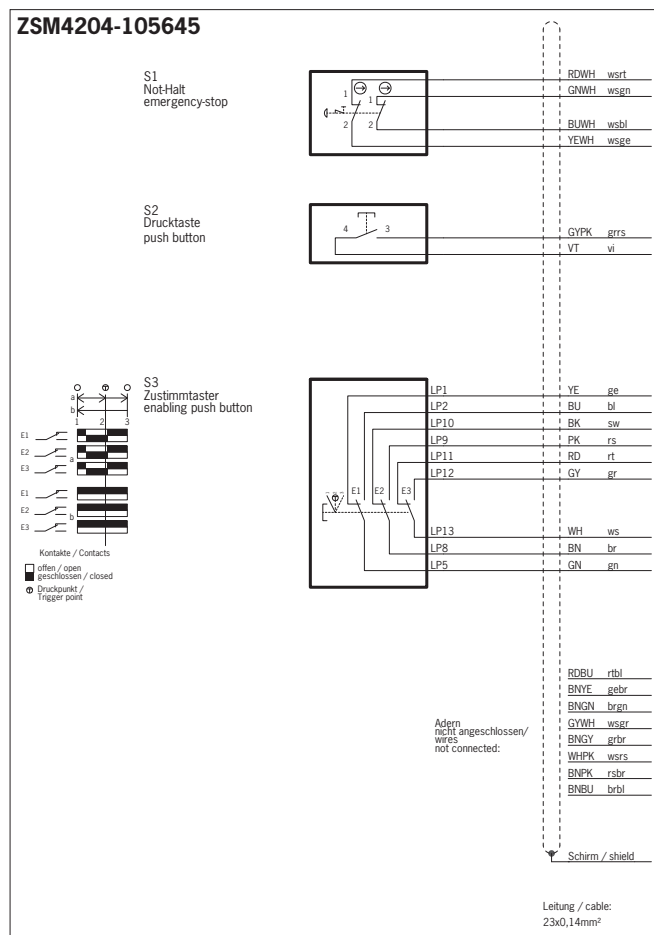 ZSM4204-105645
S1
Not-Halt
emergency-stop
1
1
2
2
RDWH wsrt
GNWH wsgn
BUWH wsbl
YEWH wsge
S2
Drucktaste
push button
4 3
GYPK grrs
VT vi
S3
Zustimmtaster
enabling push button
a
b
1 2 3
E1
E2
a
E3
E1
E2
b
E3
Kontakte / Contacts
offen / open
geschlossen / closed
Druckpunkt /
Trigger point
E1 E2 E3
LP1 YE ge
LP2 BU bl
LP10 BK sw
LP9 PK rs
LP11 RD rt
LP12 GY gr
LP13 WH ws
LP8 BN br
LP5 GN gn
Adern
nicht angeschlossen/
wires
not connected:
RDBU rtbl
BNYE gebr
BNGN brgn
GYWH wsgr
BNGY grbr
WHPK wsrs
BNPK rsbr
BNBU brbl
Schirm / shield
Leitung / cable:
23x0,14mm²